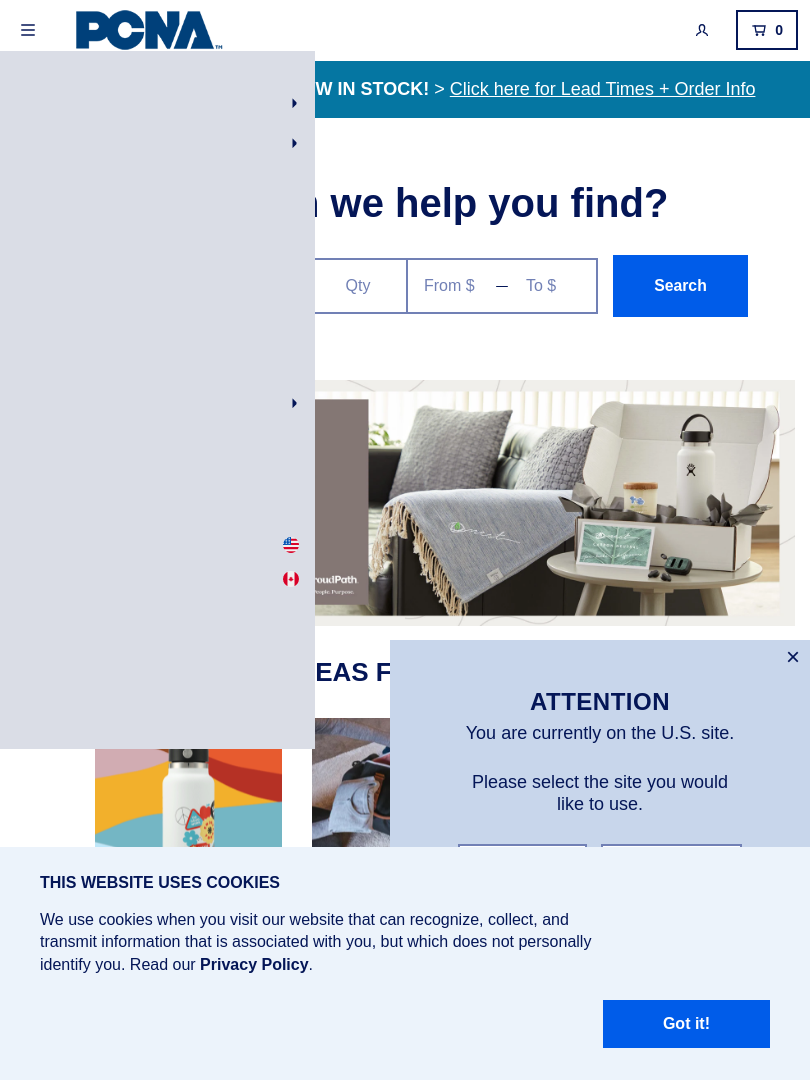 PCNA™
0
W IN STOCK! > Click here for Lead Times + Order Info
we help you find?
Qty
From $
To $
Search
roudPath
People. Purpose.
EAS F
ATTENTION
You are currently on the U.S. site.
Please select the site you would
like to use.
THIS WEBSITE USES COOKIES
We use cookies when you visit our website that can recognize, collect, and
transmit information that is associated with you, but which does not personally
identify you. Read our Privacy Policy.
Got it!